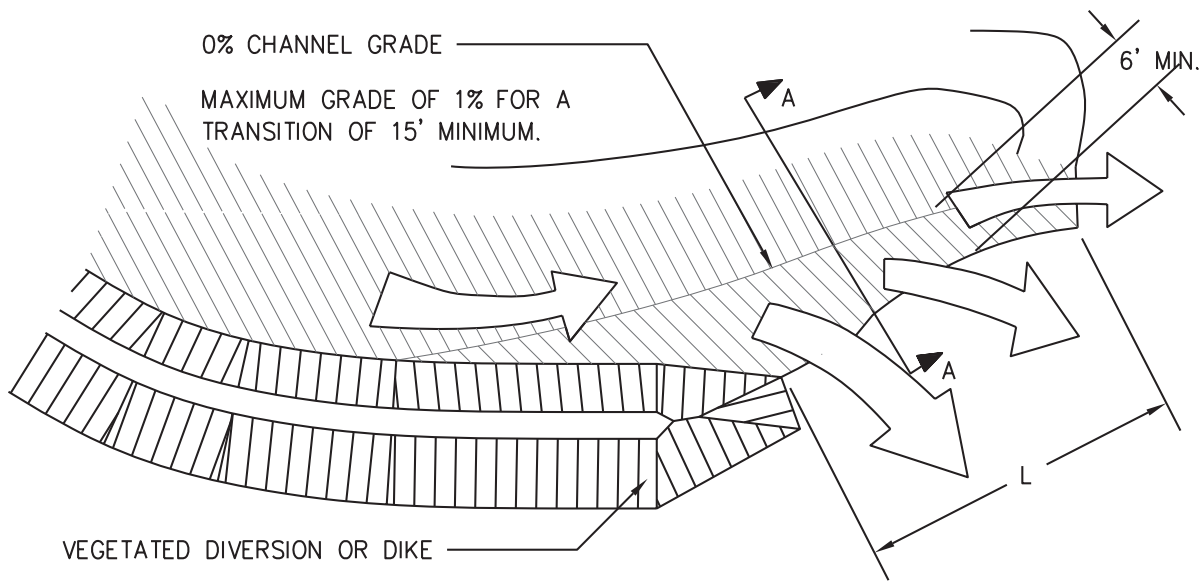 0% CHANNEL GRADE
MAXIMUM GRADE OF 1% FOR A
TRANSITION OF 15' MINIMUM.
6' MIN.
A
A
L
VEGETATED DIVERSION OR DIKE